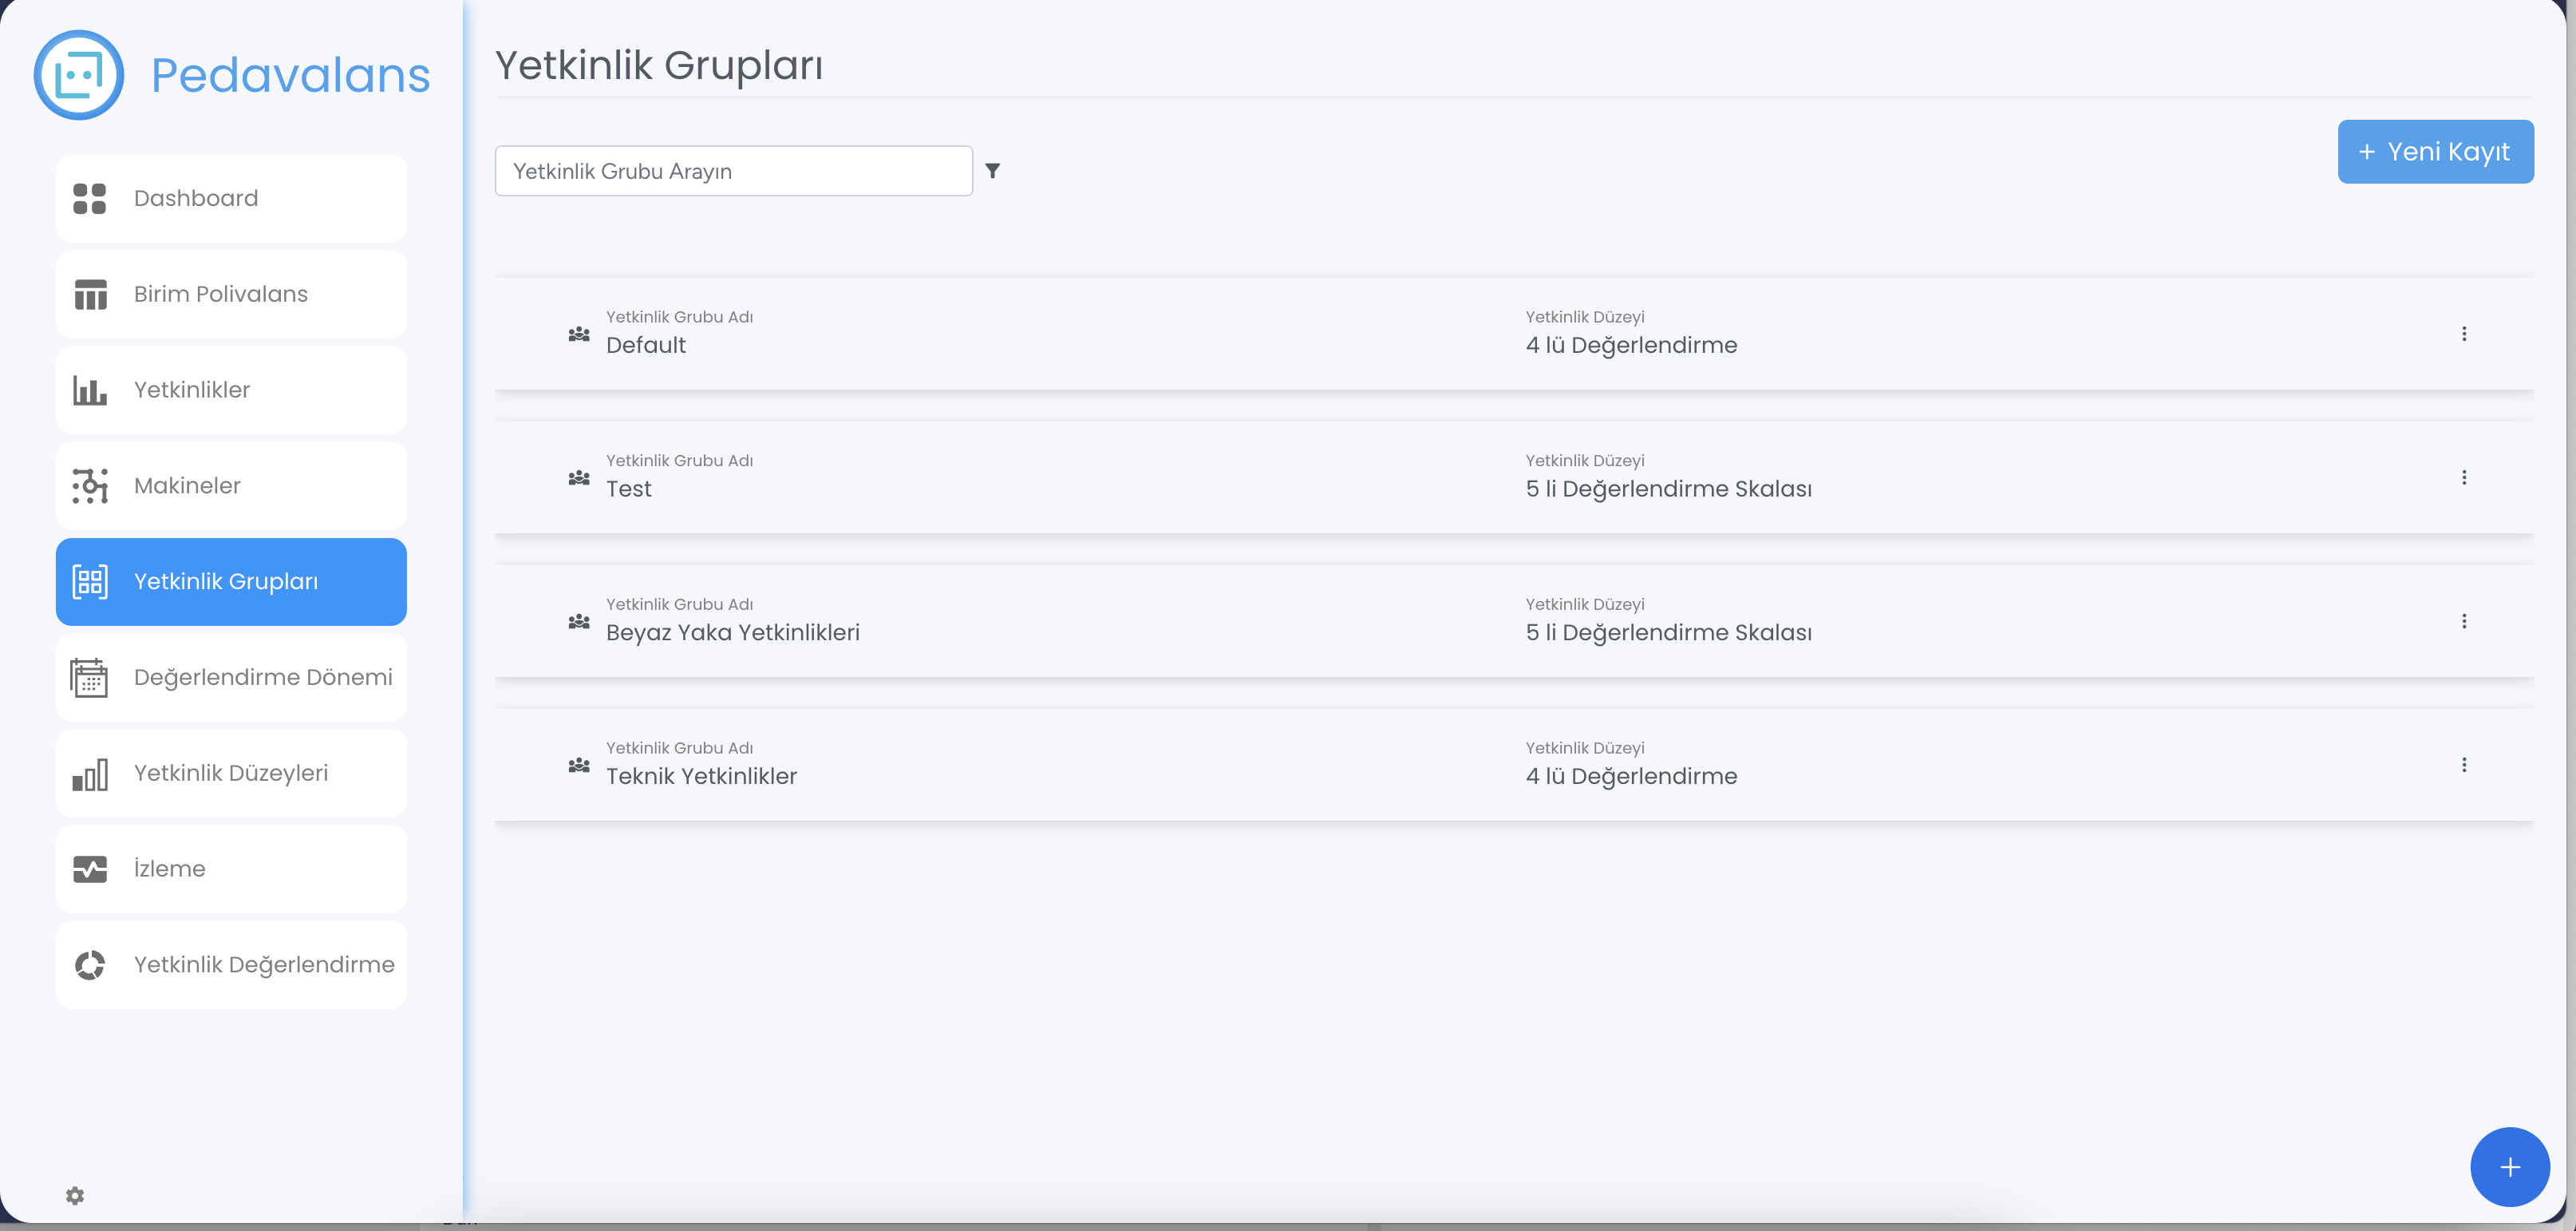 Pedavalans
Dashboard
Birim Polivalans
Yetkinlikler
Makineler
Yetkinlik Grupları
Değerlendirme Dönemi
Yetkinlik Düzeyleri
İzleme
Yetkinlik Değerlendirme
Yetkinlik Grupları
Yetkinlik Grubu Arayın
+ Yeni Kayıt
Yetkinlik Grubu Adı
Default
Yetkinlik Düzeyi
4 lü Değerlendirme
Yetkinlik Grubu Adı
Test
Yetkinlik Düzeyi
5 li Değerlendirme Skalası
Yetkinlik Grubu Adı
Beyaz Yaka Yetkinlikleri
Yetkinlik Düzeyi
5 li Değerlendirme Skalası
Yetkinlik Grubu Adı
Teknik Yetkinlikler
Yetkinlik Düzeyi
4 lü Değerlendirme